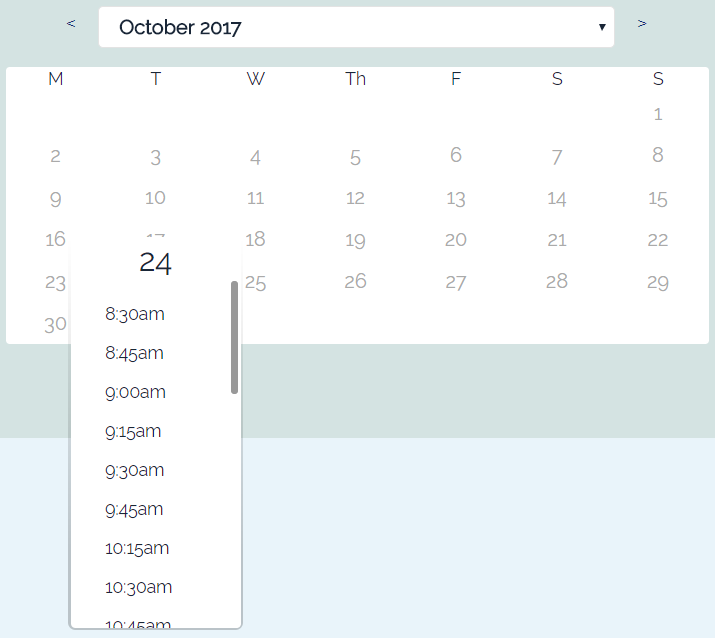 < October 2017 ▾ >
M T W Th F S S
1
2 3 4 5 6 7 8
9 10 11 12 13 14 15
16 17 18 19 20 21 22
23 24 25 26 27 28 29
30
8:30am
8:45am
9:00am
9:15am
9:30am
9:45am
10:15am
10:30am
10:45am